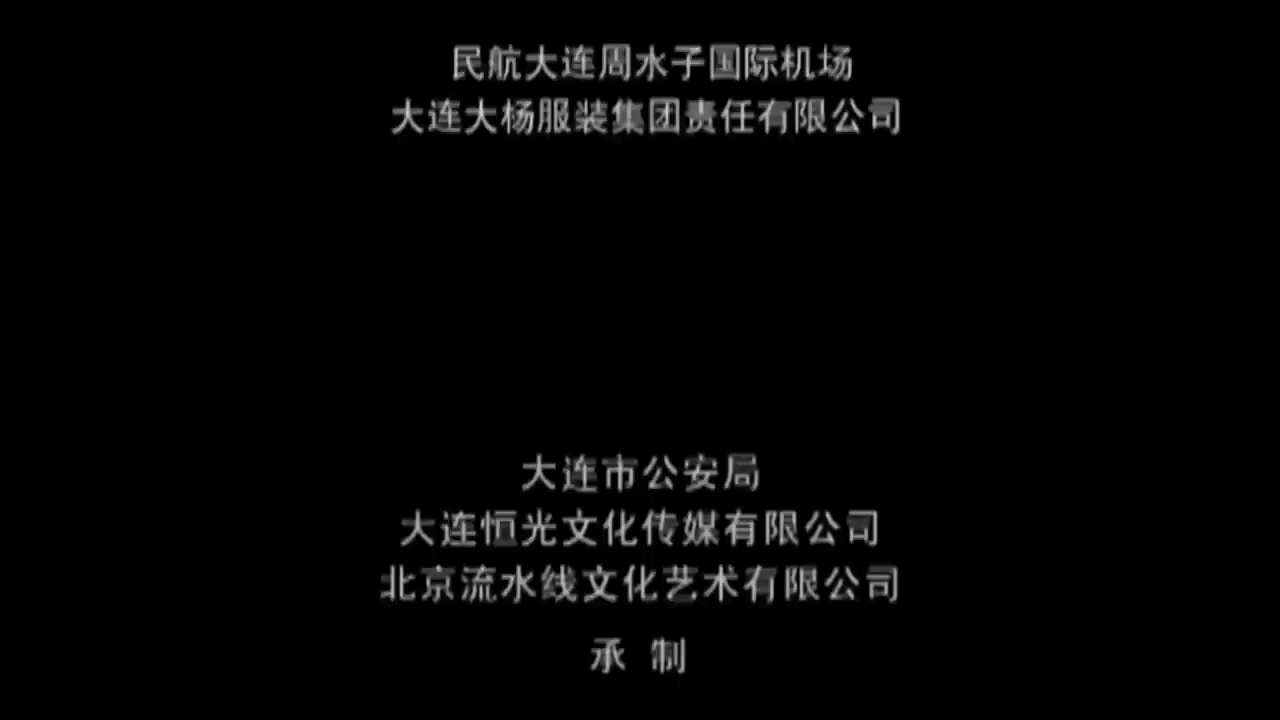 民航大连周水子国际机场
大连大杨服装集团责任有限公司
大连市公安局
大连恒光文化传媒有限公司
北京流水线文化艺术有限公司
承 制